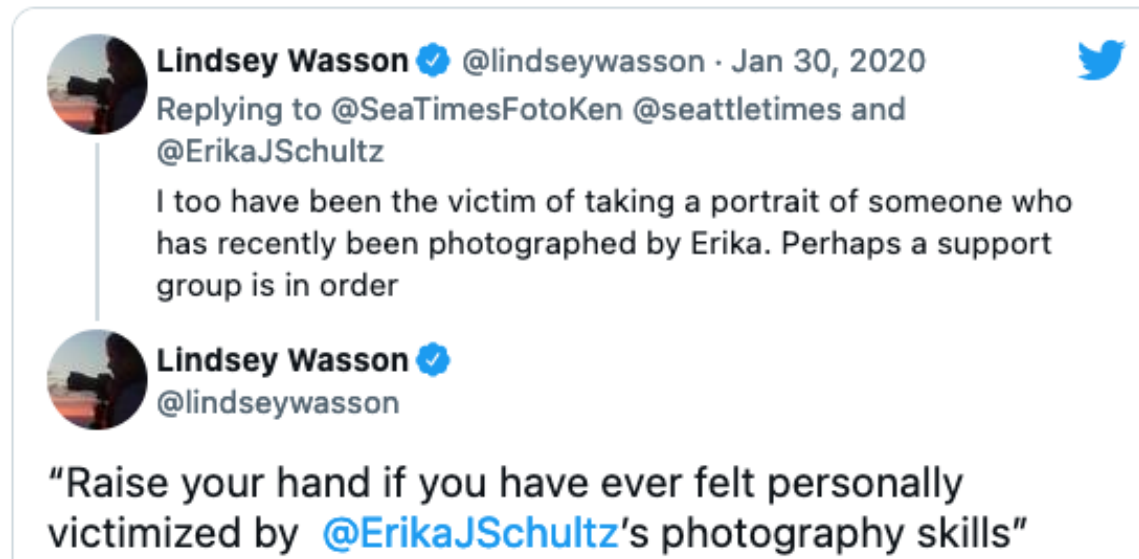 Lindsey Wasson @lindseywasson · Jan 30, 2020
Replying to @SeaTimesFotoKen @seattletimes and
@ErikaJSchultz
I too have been the victim of taking a portrait of someone who
has recently been photographed by Erika. Perhaps a support
group is in order
Lindsey Wasson
@lindseywasson
“Raise your hand if you have ever felt personally
victimized by  @ErikaJSchultz’s photography skills”